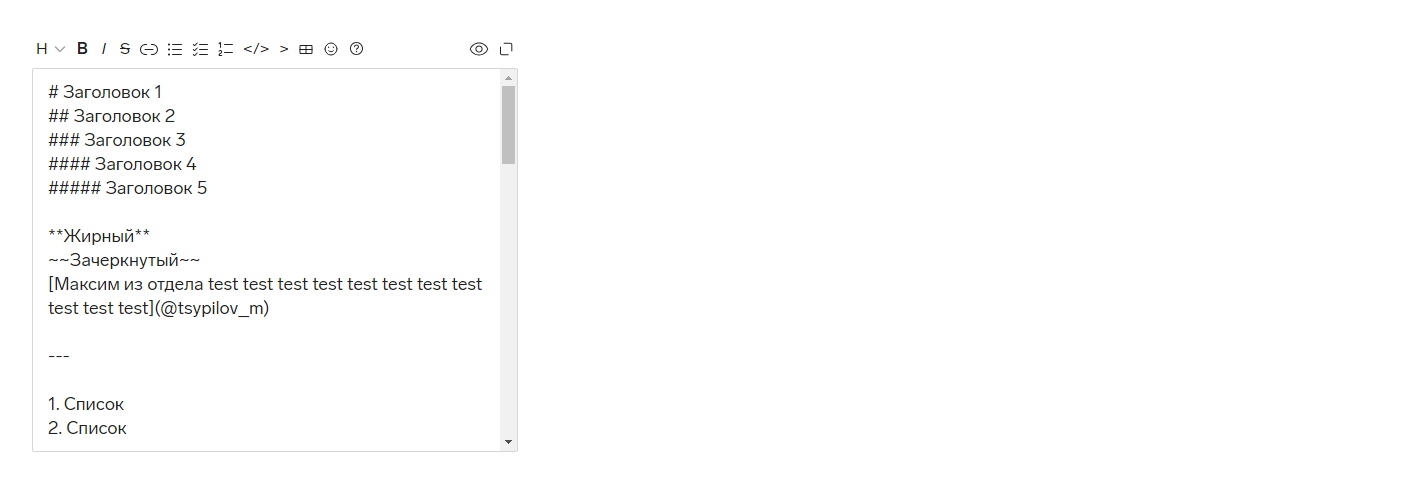 H B I S </> >
# Заголовок 1
## Заголовок 2
### Заголовок 3
#### Заголовок 4
##### Заголовок 5
**Жирный**
~~Зачеркнутый~~
[Максим из отдела test test test test test test test test
test test test](@tsypilov_m)
---
1. Список
2. Список